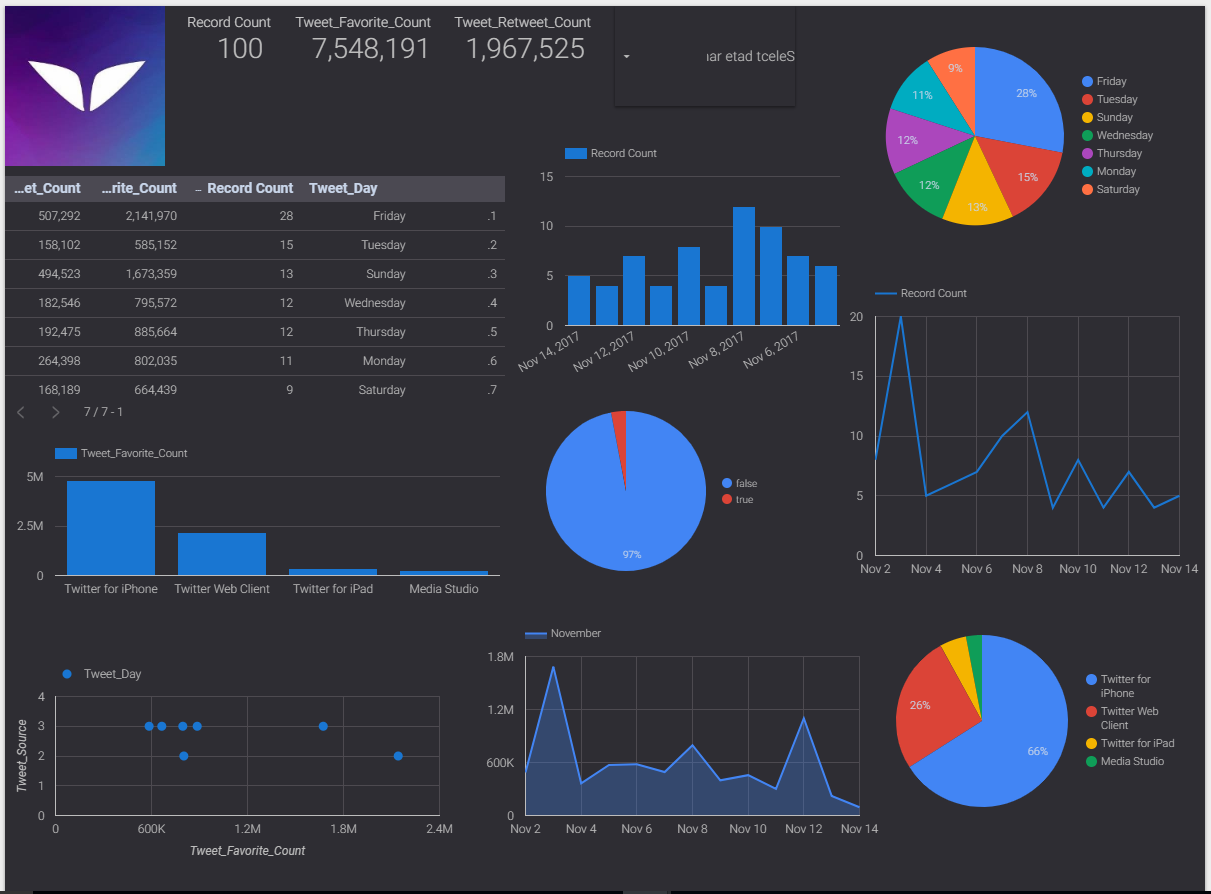 Record Count
100
Tweet_Favorite_Count
7,548,191
Tweet_Retweet_Count
1,967,525
ıar etad detceleS
...et_Count ...rite_Count – Record Count Tweet_Day
507,292 2,141,970 28 Friday .1
158,102 585,152 15 Tuesday .2
494,523 1,673,359 13 Sunday .3
182,546 795,572 12 Wednesday .4
192,475 885,664 12 Thursday .5
264,398 802,035 11 Monday .6
168,189 664,439 9 Saturday .7
7 / 7 - 1
Record Count
15
10
5
0
Nov 14, 2017
Nov 12, 2017
Nov 10, 2017
Nov 8, 2017
Nov 6, 2017
9%
28%
11%
12%
15%
12%
13%
Friday
Tuesday
Sunday
Wednesday
Thursday
Monday
Saturday
Record Count
20
15
10
5
0
Nov 2 Nov 4 Nov 6 Nov 8 Nov 10 Nov 12 Nov 14
Tweet_Favorite_Count
5M
2.5M
0
Twitter for iPhone Twitter Web Client Twitter for iPad Media Studio
false
true
97%
Tweet_Day
Tweet_Source
4
3
2
1
0
0 600K 1.2M 1.8M 2.4M
Tweet_Favorite_Count
November
1.8M
1.2M
600K
0
Nov 2 Nov 4 Nov 6 Nov 8 Nov 10 Nov 12 Nov 14
26%
66%
Twitter for
iPhone
Twitter Web
Client
Twitter for iPad
Media Studio